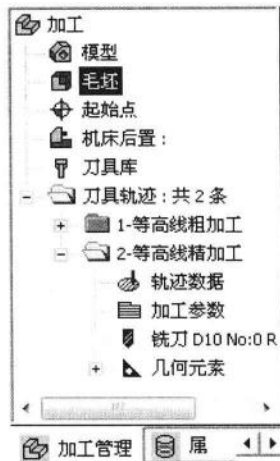 加工
模型
毛坯
起始点
机床后置：
刀具库
刀具轨迹：共 2 条
1-等高线粗加工
2-等高线精加工
轨迹数据
加工参数
铣刀 D10 No:0 R
几何元素
加工管理 属